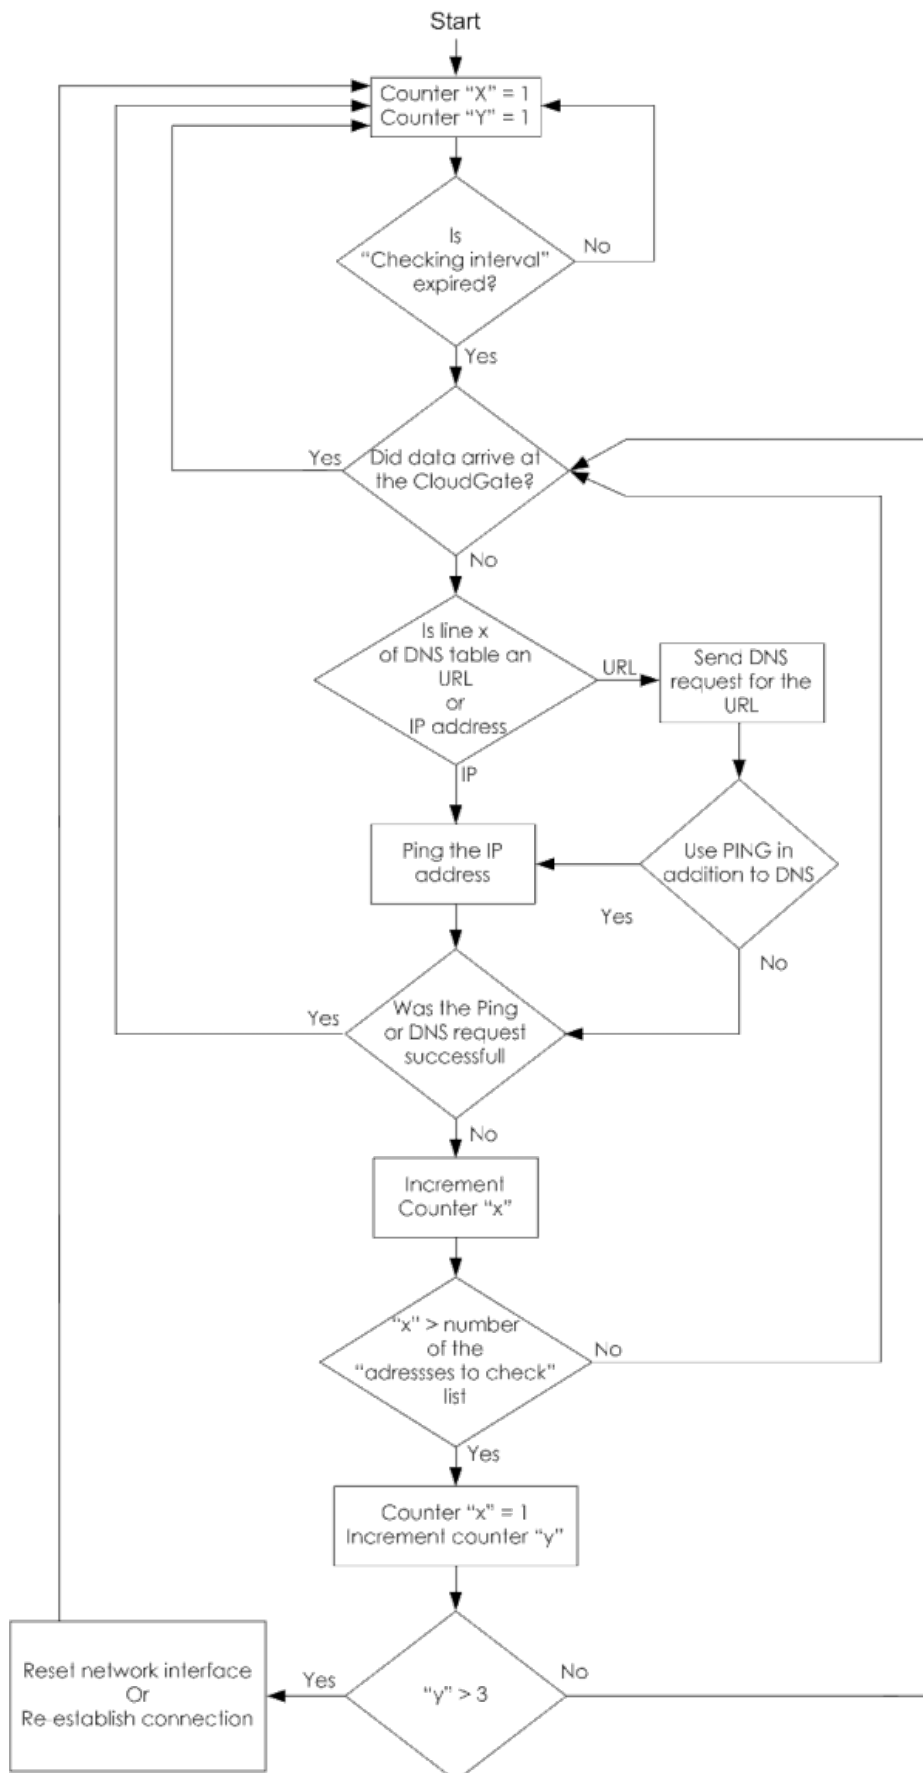 Start
Counter “X” = 1
Counter “Y” = 1
Is
“Checking interval”
expired?
No
Yes
Did data arrive at
the CloudGate?
Yes
No
Is line x
of DNS table an
URL
or
IP address
URL
Send DNS
request for the
URL
IP
Ping the IP
address
Use PING in
addition to DNS
Yes
No
Was the Ping
or DNS request
successfull
Yes
No
Increment
Counter “x”
“x” > number
of the
“adressses to check”
list
No
Yes
Counter “x” = 1
Increment counter “y”
“y” > 3
Yes
No
Reset network interface
Or
Re-establish connection